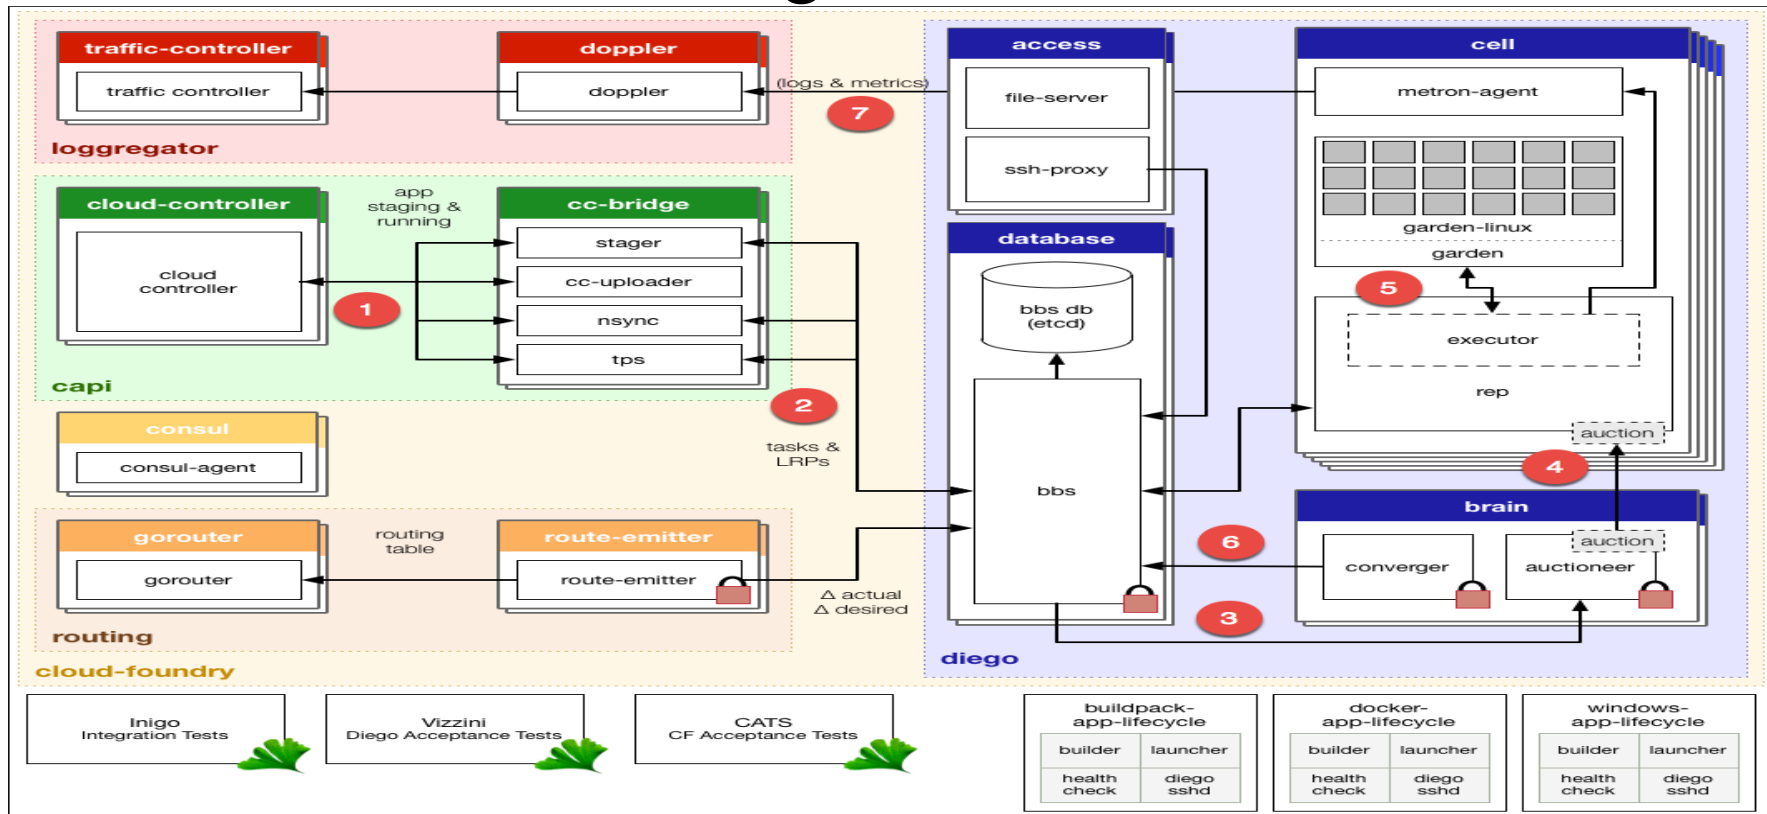 traffic-controller
traffic controller
doppler
doppler
loggregator
(logs & metrics)
7
access
file-server
ssh-proxy
cell
metron-agent
garden-linux
garden
5
executor
rep
auction
4
cloud-controller
cloud
controller
1
app
staging &
running
cc-bridge
stager
cc-uploader
nsync
tps
capi
2
tasks &
LRPs
database
bbs db
(etcd)
bbs
consul
consul-agent
gorouter
gorouter
routing
table
route-emitter
route-emitter
Δ actual
Δ desired
routing
cloud-foundry
brain
auction
converger
auctioneer
6
3
diego
Inigo
Integration Tests
Vizzini
Diego Acceptance Tests
CATS
CF Acceptance Tests
buildpack-
app-lifecycle
builder
launcher
health
check
diego
sshd
docker-
app-lifecycle
builder
launcher
health
check
diego
sshd
windows-
app-lifecycle
builder
launcher
health
check
diego
sshd